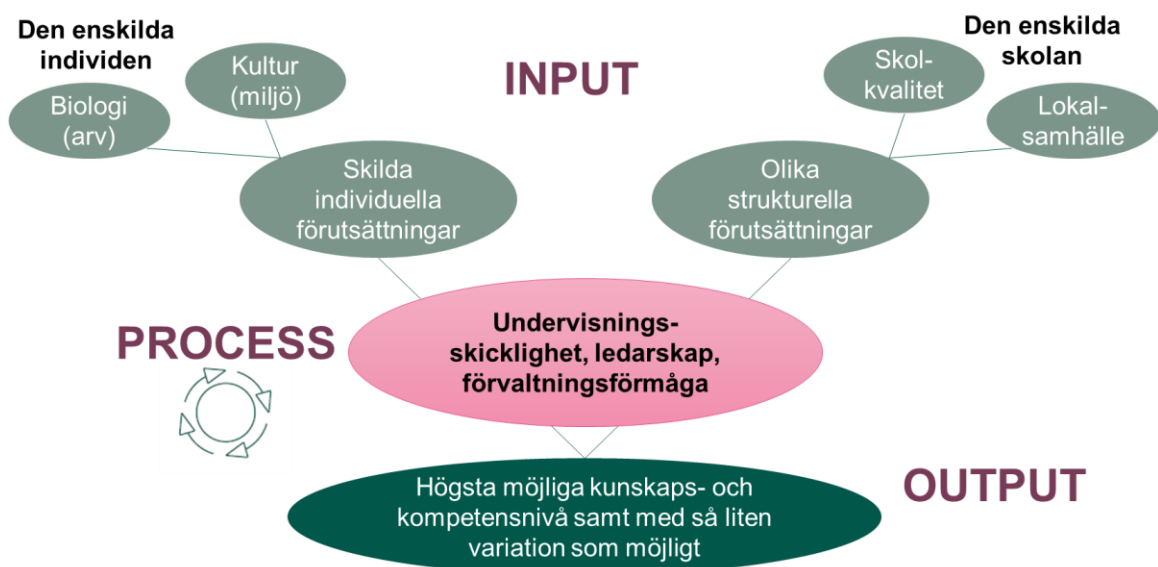 Den enskilda
individen
Kultur
(miljö)
Biologi
(arv)
INPUT
Skol-
kvalitet
Den enskilda
skolan
Lokal-
samhälle
Skilda
individuella
förutsättningar
Olika
strukturella
förutsättningar
PROCESS
Undervisnings-
skicklighet, ledarskap,
förvaltningsförmåga
Högsta möjliga kunskaps- och
kompetensnivå samt med så liten
variation som möjligt
OUTPUT